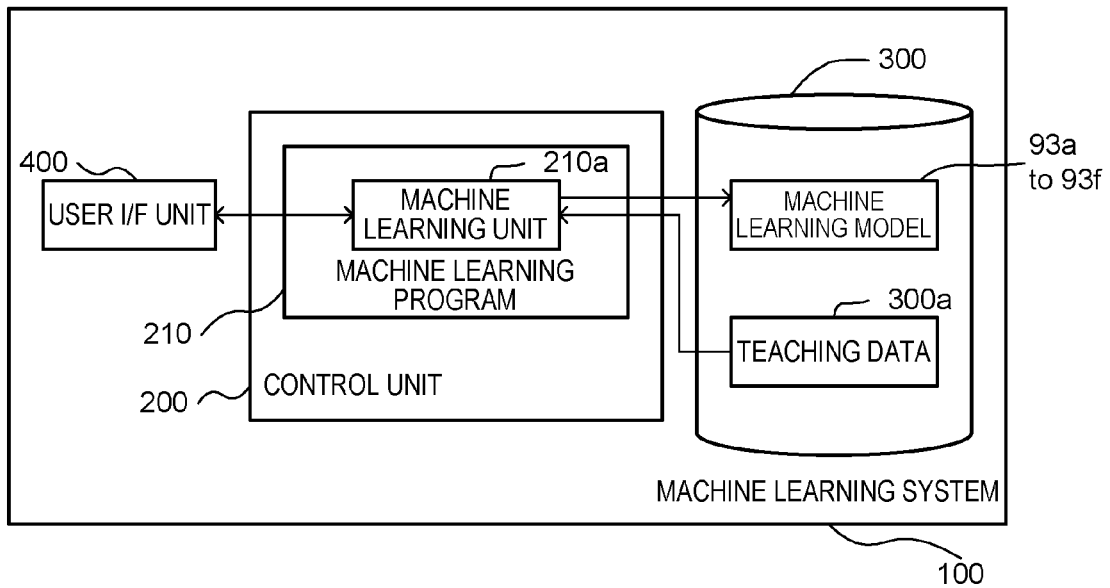 300
93a
to 93f
400
210a
USER I/F UNIT
MACHINE
LEARNING UNIT
MACHINE
LEARNING MODEL
MACHINE LEARNING
PROGRAM
210
300a
TEACHING DATA
200
CONTROL UNIT
MACHINE LEARNING SYSTEM
100